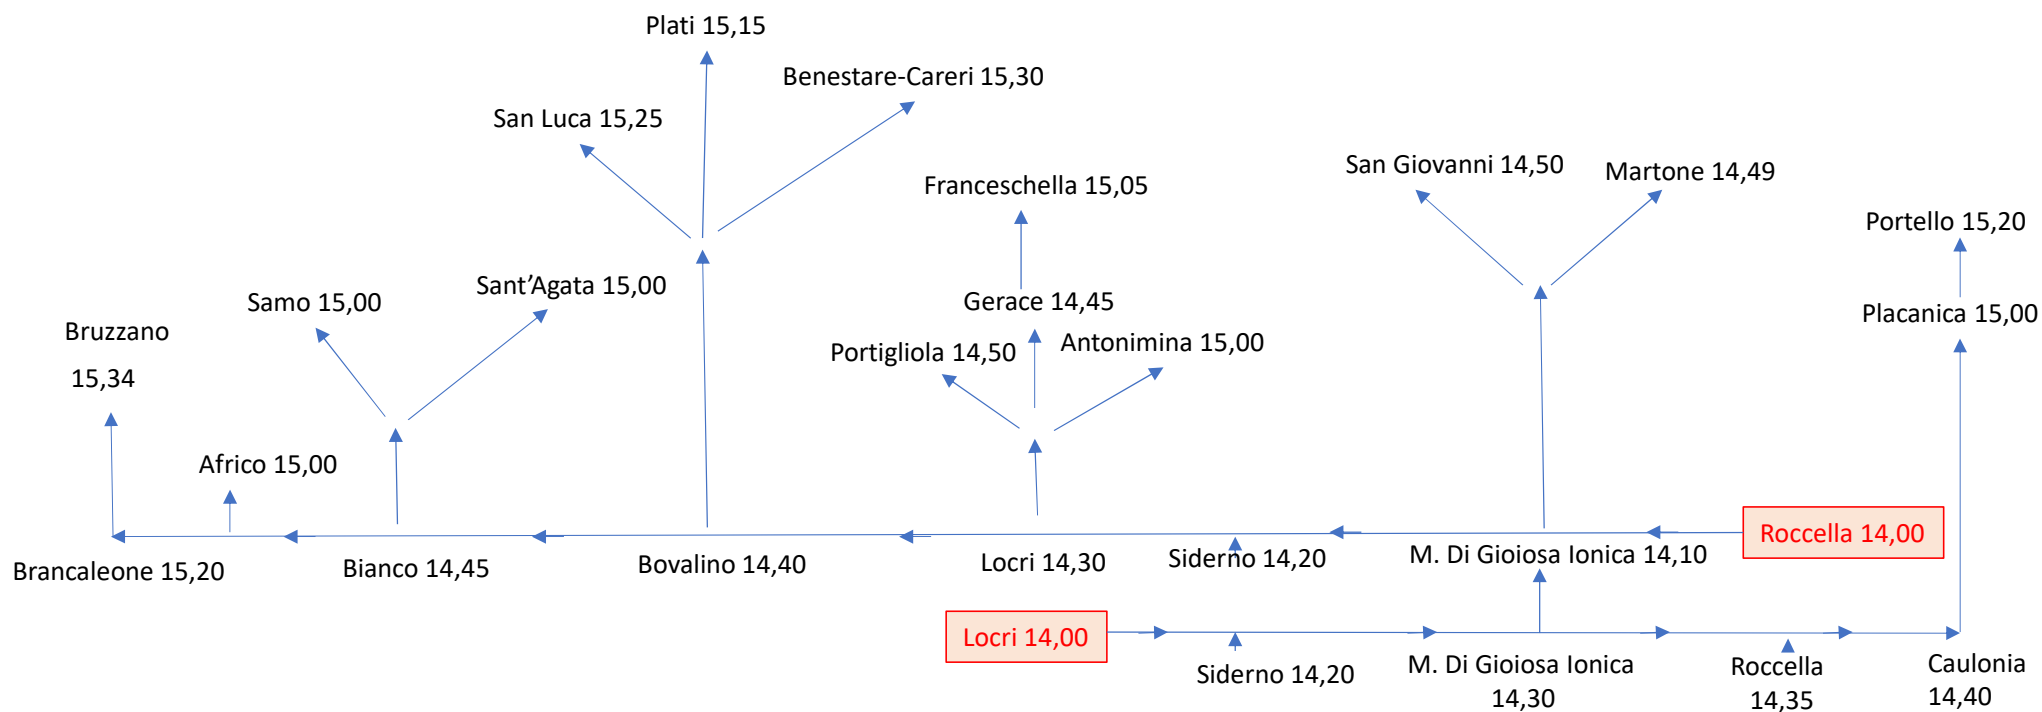 Plati 15,15
Benestare-Careri 15,30
San Luca 15,25
San Giovanni 14,50
Martone 14,49
Franceschella 15,05
Portello 15,20
Sant’Agata 15,00
Samo 15,00
Gerace 14,45
Placanica 15,00
Bruzzano
15,34
Portigliola 14,50
Antonimina 15,00
Africo 15,00
Roccella 14,00
Brancaleone 15,20
Bianco 14,45
Bovalino 14,40
Locri 14,30
Siderno 14,20
M. Di Gioiosa Ionica 14,10
Locri 14,00
Siderno 14,20
M. Di Gioiosa Ionica
14,30
Roccella
14,35
Caulonia
14,40